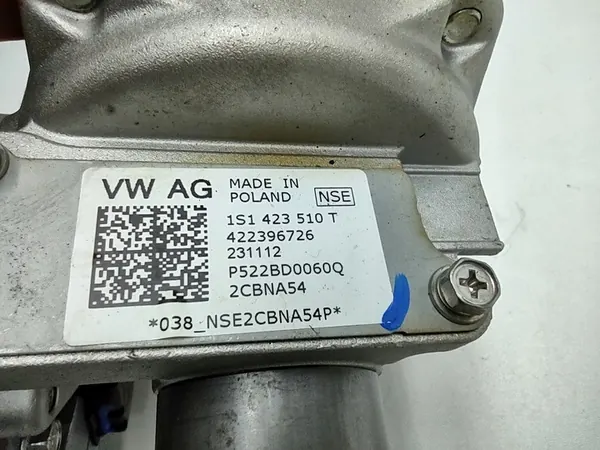 VW AG MADE IN
POLAND NSE
1S1 423 510 T
422396726
231112
P522BD0060Q
2CBNA54
*038_NSE2CBNA54P*